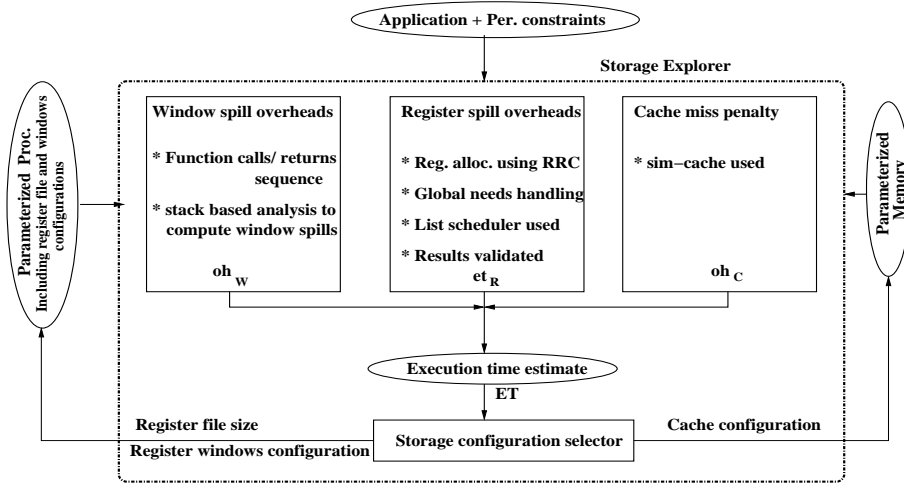 Application + Per. constraints
Storage Explorer
Parameterized Proc.
Including register file and windows
configurations
Window spill overheads
* Function calls/ returns
sequence
* stack based analysis to
compute window spills
oh W
Register spill overheads
* Reg. alloc. using RRC
* Global needs handling
* List scheduler used
* Results validated
et R
Cache miss penalty
* sim-cache used
oh C
Parameterized
Memory
Execution time estimate
ET
Storage configuration selector
Register file size
Register windows configuration
Cache configuration